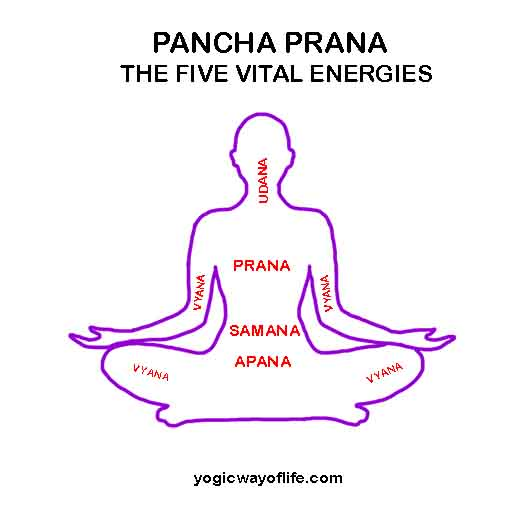 PANCHA PRANA
THE FIVE VITAL ENERGIES
UDANA
PRANA
VYANA
VYANA
SAMANA
APANA
VYANA
VYANA
yogicwayoflife.com